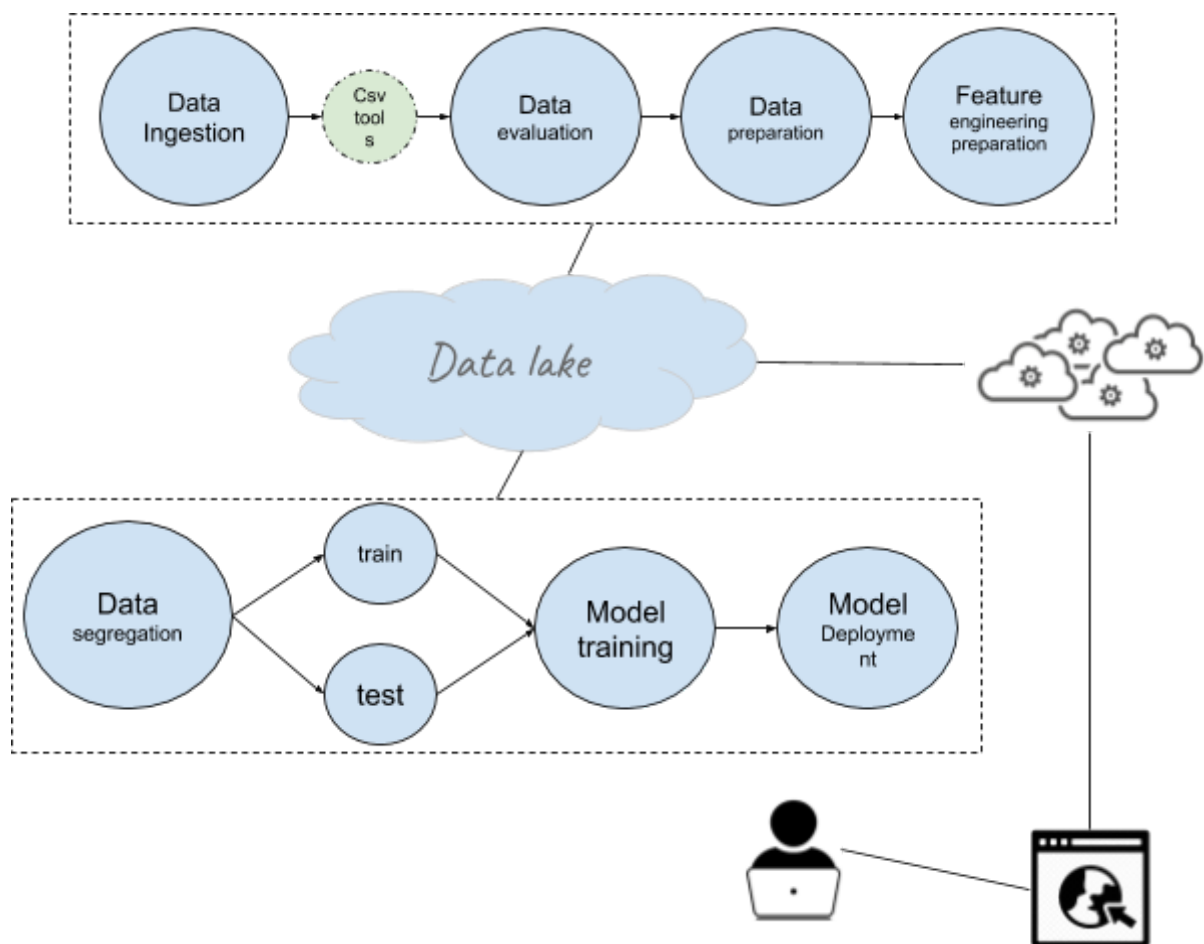 Data
Ingestion
Csv
tool
s
Data
evaluation
Data
preparation
Feature
engineering
preparation
Data lake
Data
segregation
train
test
Model
training
Model
Deployme
nt